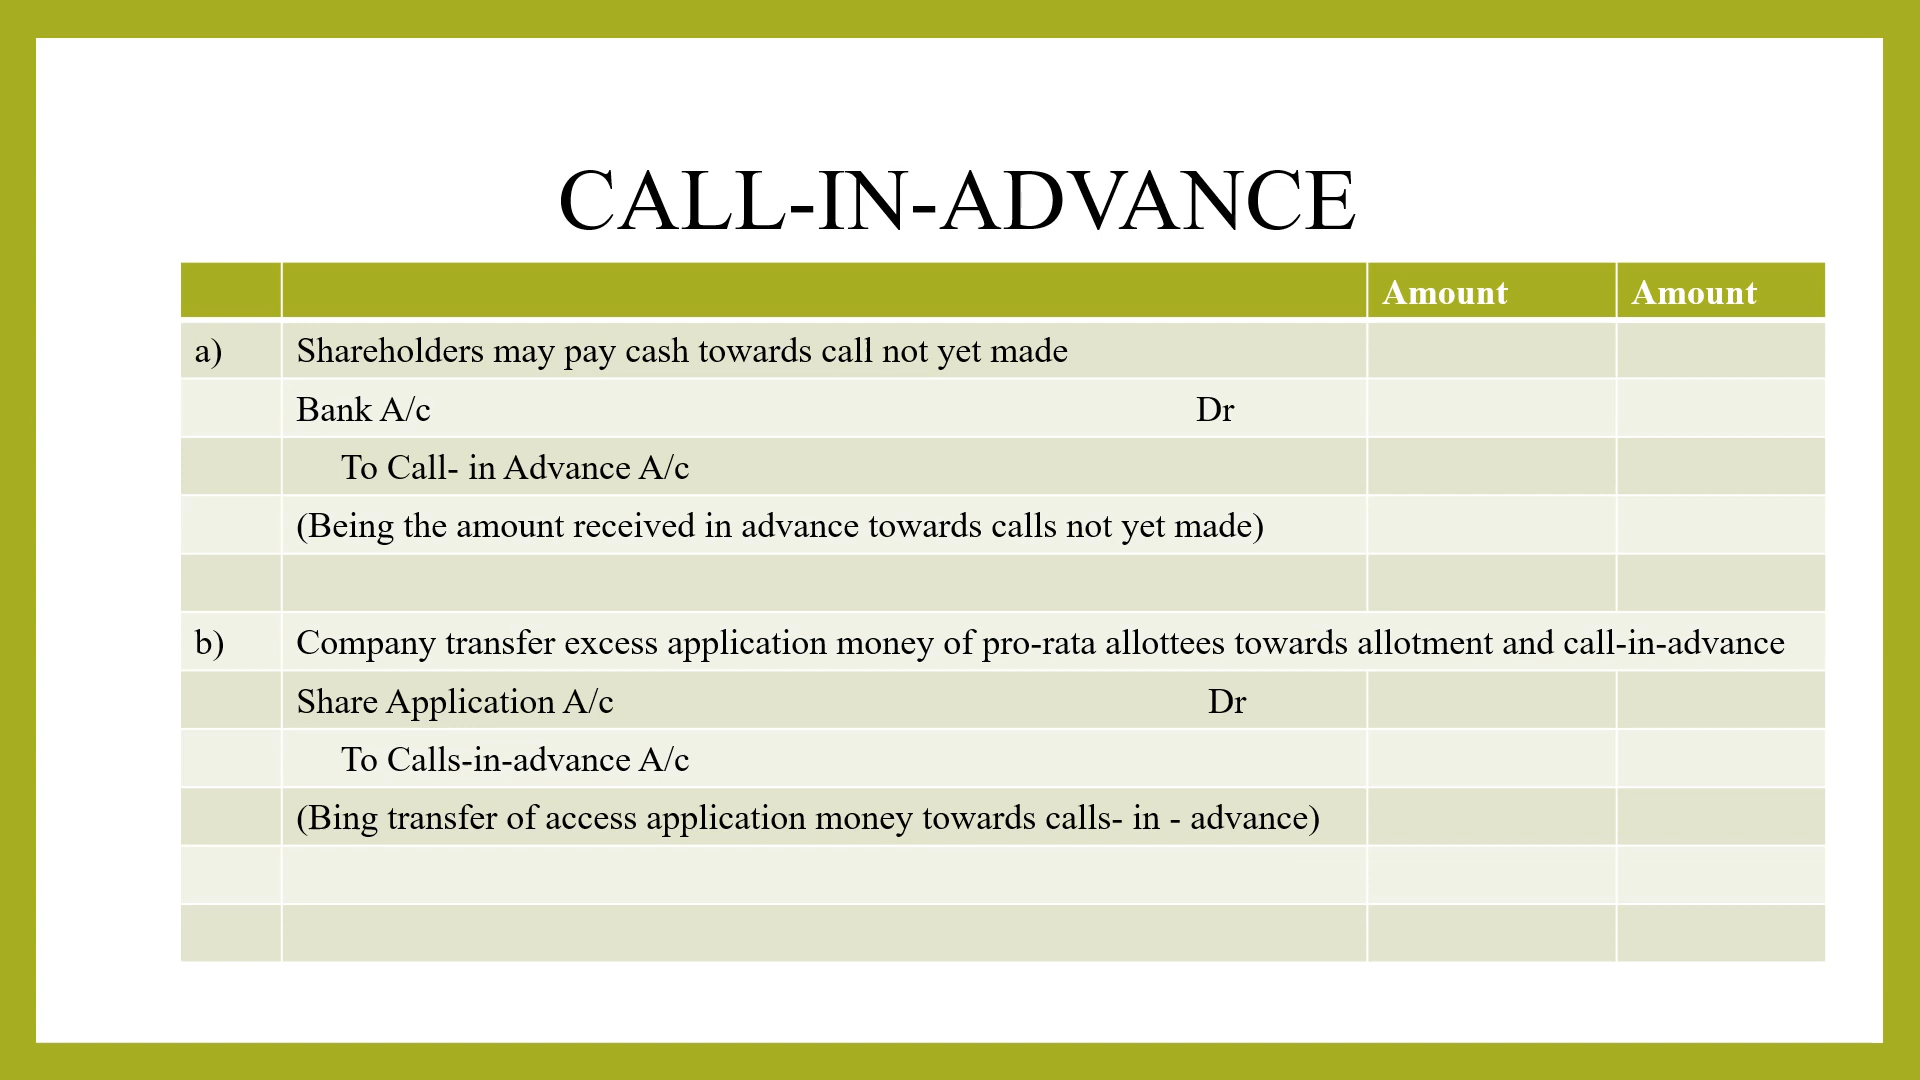 CALL-IN-ADVANCE
Amount Amount
a) Shareholders may pay cash towards call not yet made
Bank A/c Dr
To Call- in Advance A/c
(Being the amount received in advance towards calls not yet made)
b) Company transfer excess application money of pro-rata allottees towards allotment and call-in-advance
Share Application A/c Dr
To Calls-in-advance A/c
(Bing transfer of access application money towards calls- in - advance)